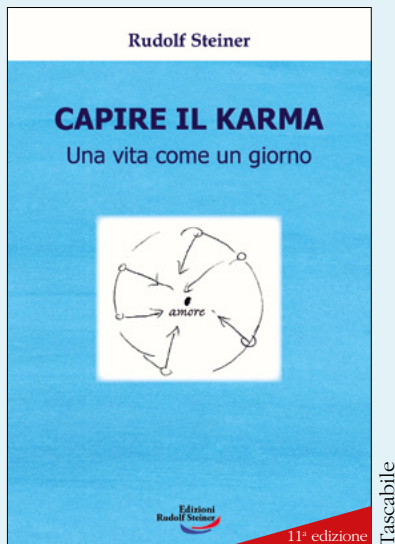 Rudolf Steiner
CAPIRE IL KARMA
Una vita come un giorno
amore
Edizioni
Rudolf Steiner
11ª edizione
Tascabile